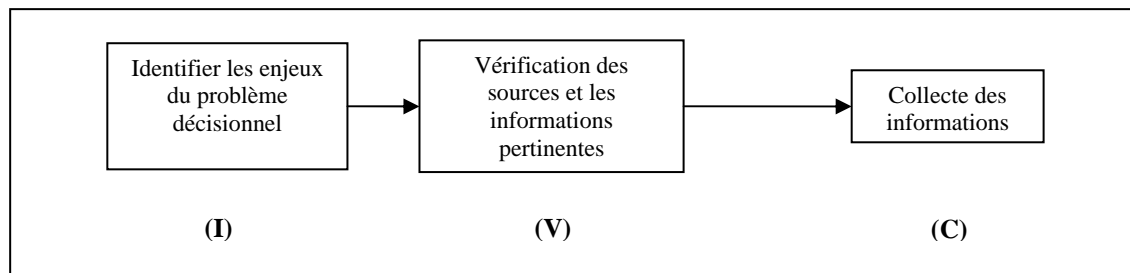 Identifier les enjeux
du problème
décisionnel
Vérification des
sources et les
informations
pertinentes
Collecte des
informations
(I)
(V)
(C)